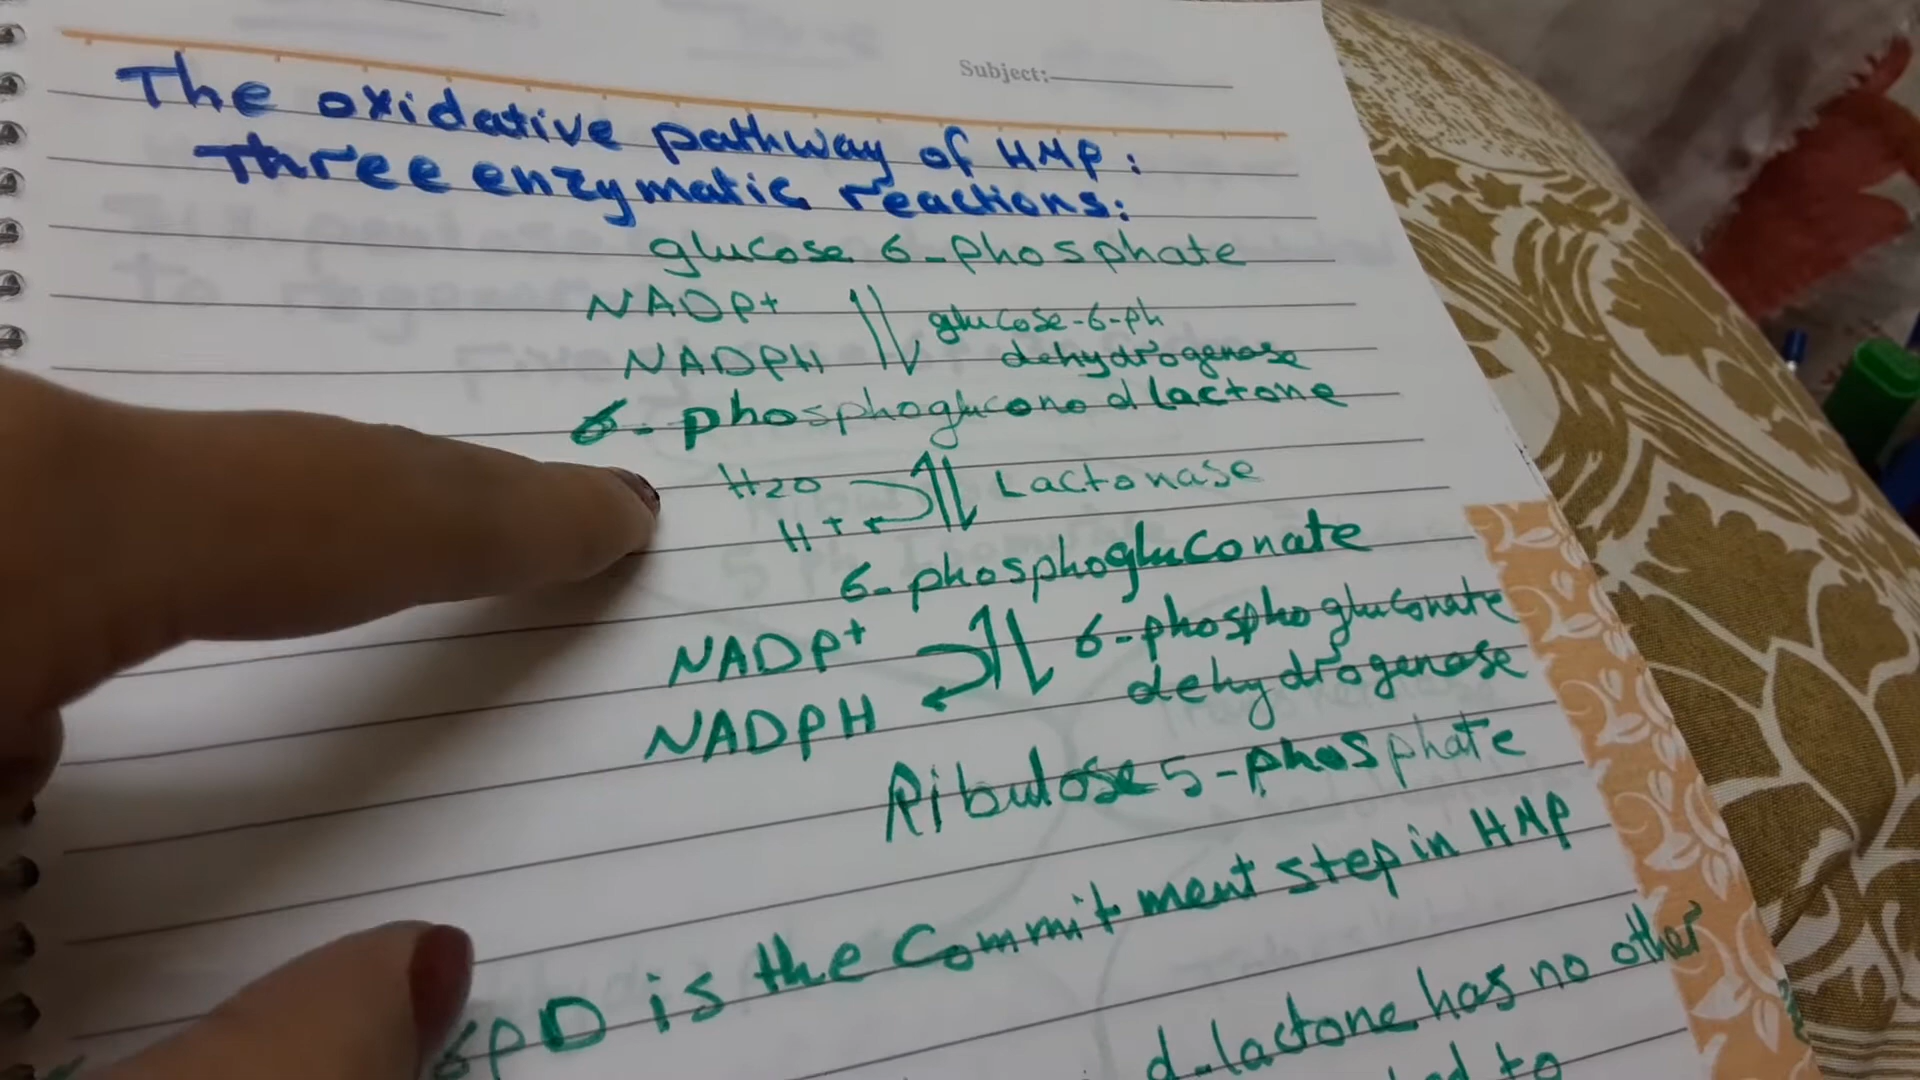 Subject:
The oxidative pathway of HMP:
Three enzymatic reactions:
glucose 6-phosphate
NADP+ glucose-6-ph
NADPH dehydrogenase
6-phosphoglucono d lactone
H2O Lactonase
H+
6-phosphogluconate
NADP+ 6-phosphogluconate
NADPH dehydrogenase
Ribulose 5-phosphate
6PD is the Commitment step in HMP
d-lactone has no other
to